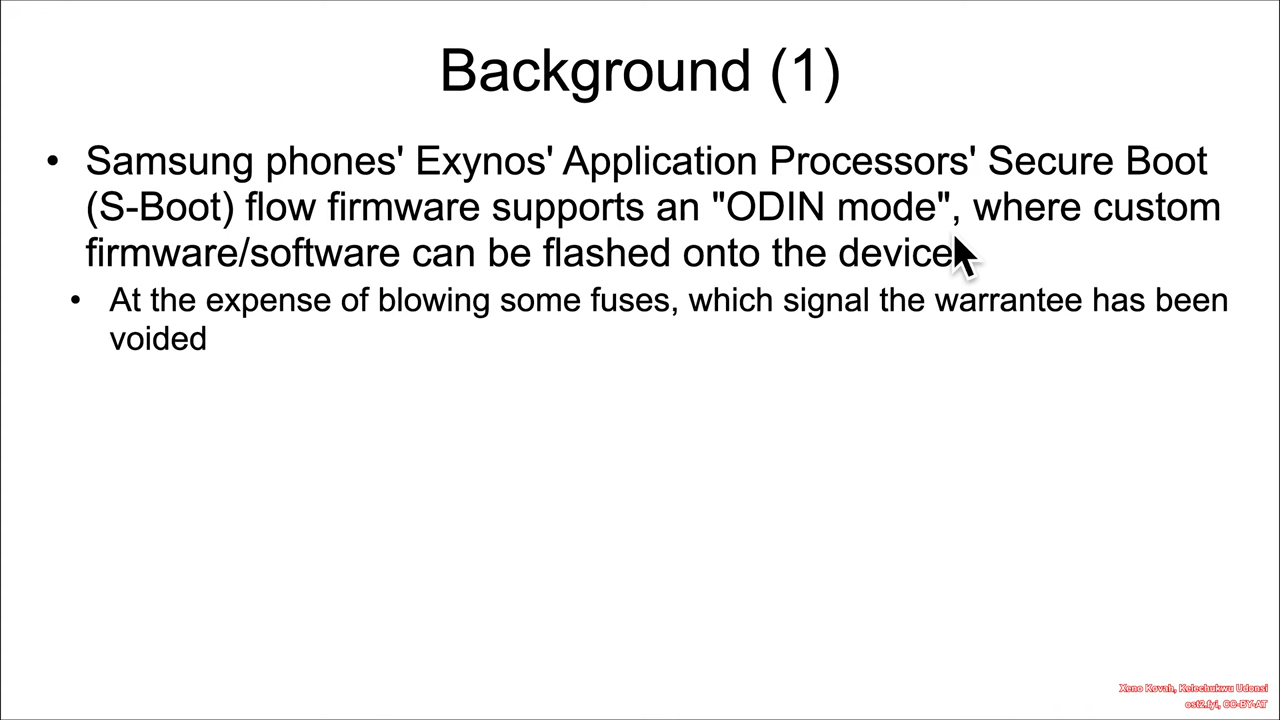 Background (1)
• Samsung phones' Exynos' Application Processors' Secure Boot
(S-Boot) flow firmware supports an "ODIN mode", where custom
firmware/software can be flashed onto the device
• At the expense of blowing some fuses, which signal the warrantee has been
voided
Xeno Kovah, Kelechukwu Udonsi
ost2.fyi, CC-BY-AT